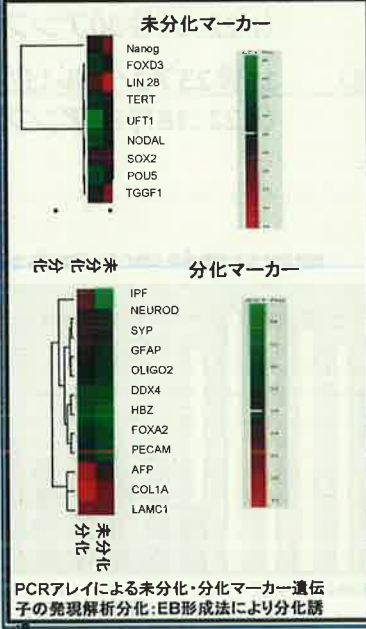 未分化マーカー
Nanog
FOXD3
LIN 28
TERT
UFT1
NODAL
SOX2
POU5
TGGF1
分化
未分化
分化マーカー
IPF
NEUROD
SYP
GFAP
OLIGO2
DDX4
HBZ
FOXA2
PECAM
AFP
COL1A
LAMC1
分化
未分化
PCRアレイによる未分化・分化マーカー遺伝
子の発現解析分化:EB形成法により分化誘